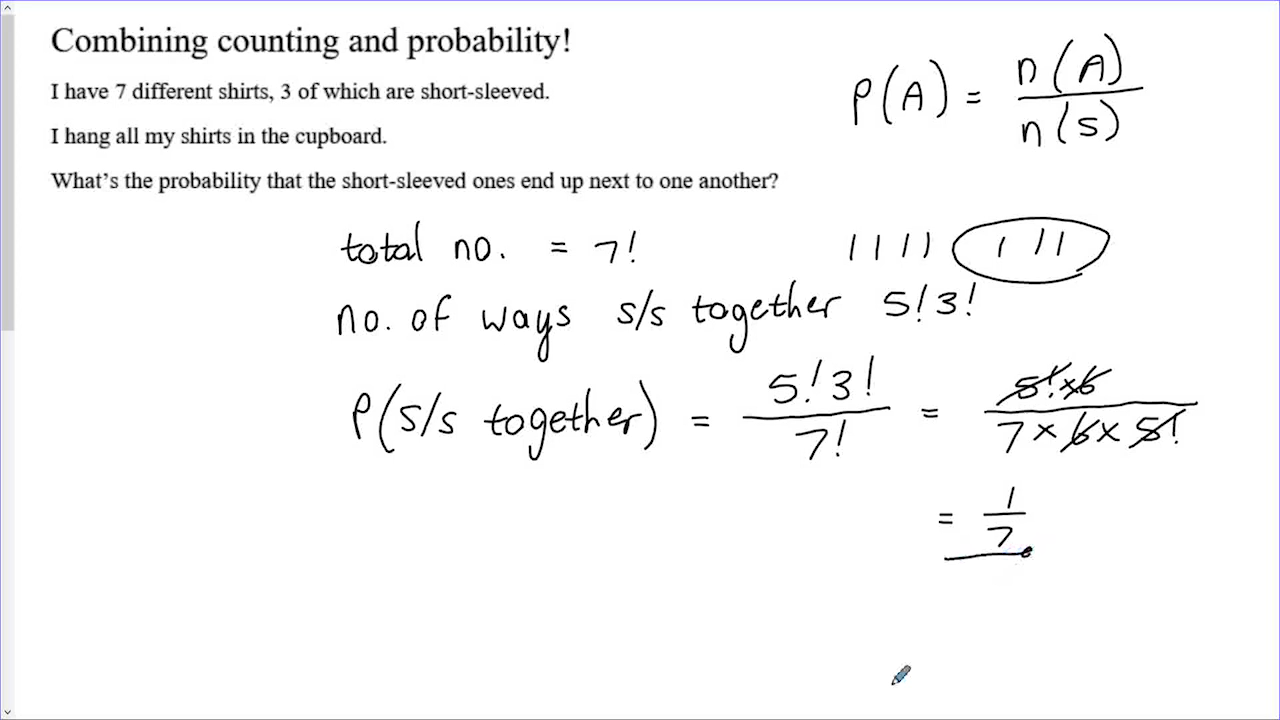 Combining counting and probability!
I have 7 different shirts, 3 of which are short-sleeved.
I hang all my shirts in the cupboard.
What's the probability that the short-sleeved ones end up next to one another?
P(A) = n(A) / n(S)
total no. = 7!
| | | | | | |
no. of ways s/s together 5!3!
P(s/s together) = 5!3! / 7! = 5!×6 / 7×6×5!
= 1/7